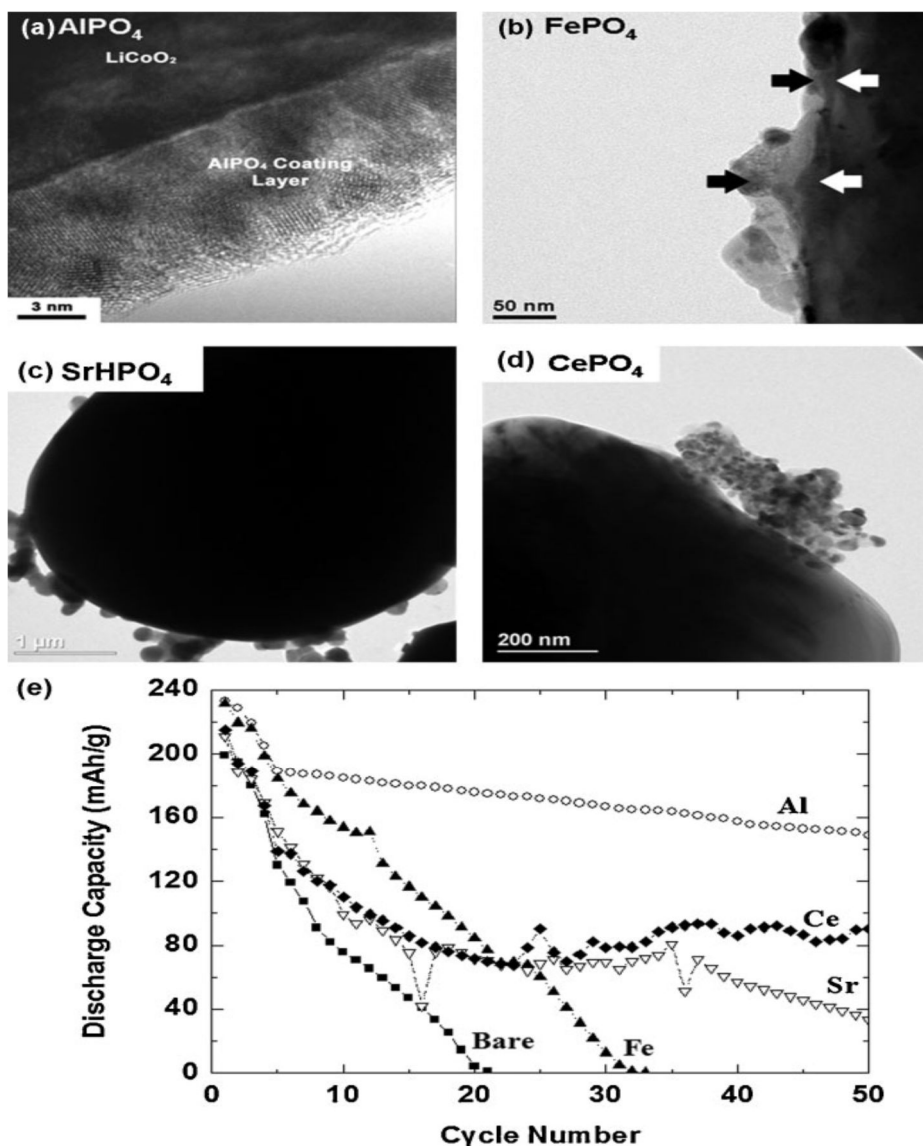 (a) AlPO₄
LiCoO₂
AlPO₄ Coating
Layer
3 nm
(b) FePO₄
50 nm
(c) SrHPO₄
1 μm
(d) CePO₄
200 nm
(e)
Discharge Capacity (mAh/g)
240
200
160
120
80
40
0
Al
Ce
Sr
Bare
Fe
0 10 20 30 40 50
Cycle Number